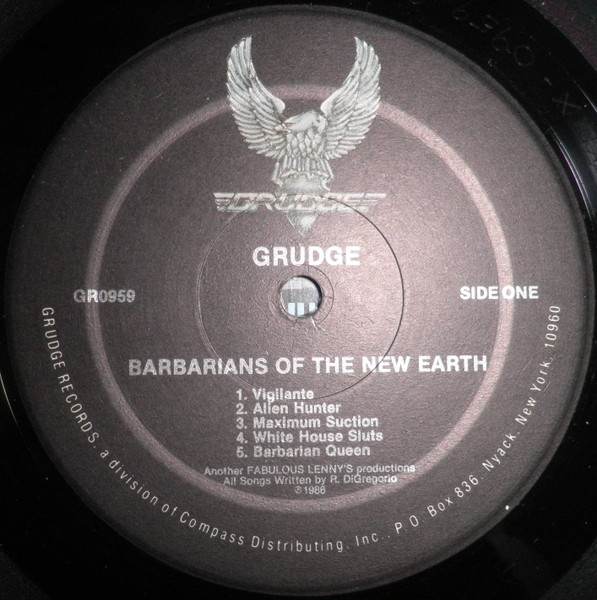 GRUDGE
GRUDGE
GR0959
SIDE ONE
BARBARIANS OF THE NEW EARTH
1. Vigilante
2. Alien Hunter
3. Maximum Suction
4. White House Sluts
5. Barbarian Queen
Another FABULOUS LENNY'S productions
All Songs Written by R. DiGregorio
℗1986
GRUDGE RECORDS, a division of Compass Distributing, Inc., P.O. Box 836, Nyack, New York, 10960